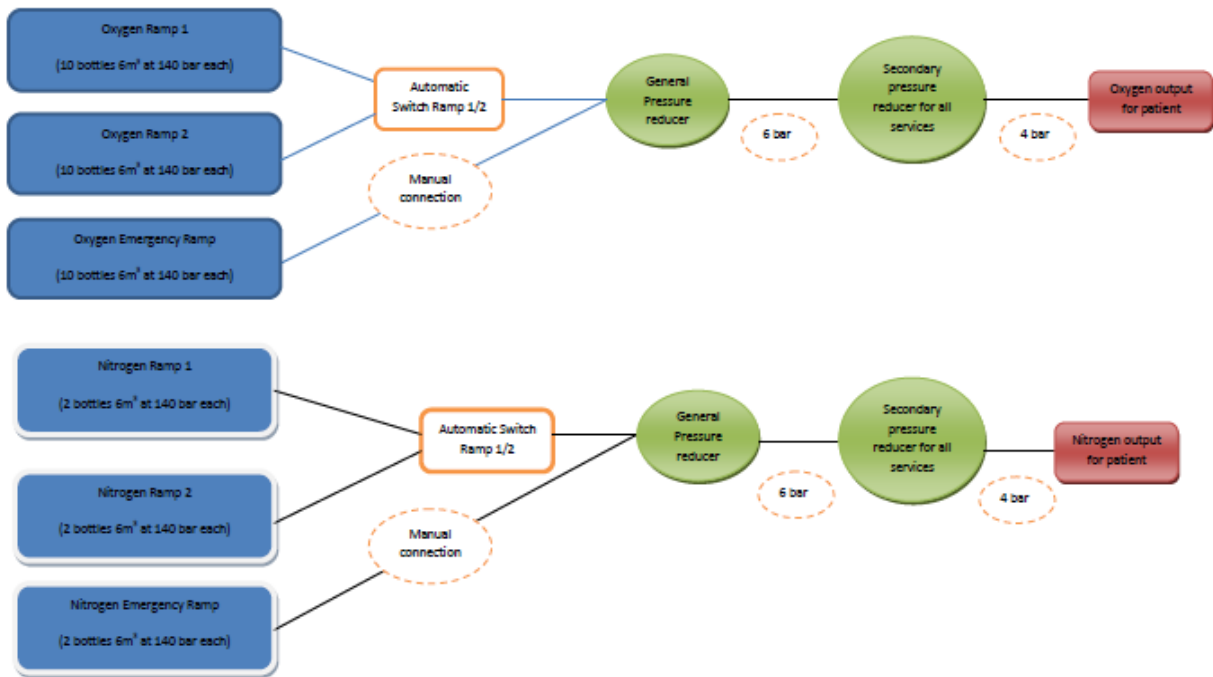 Oxygen Ramp 1
(10 bottles 6m³ at 140 bar each)
Oxygen Ramp 2
(10 bottles 6m³ at 140 bar each)
Oxygen Emergency Ramp
(10 bottles 6m³ at 140 bar each)
Automatic
Switch Ramp 1/2
Manual
connection
General
Pressure
reducer
6 bar
Secondary
pressure
reducer for all
services
4 bar
Oxygen output
for patient
Nitrogen Ramp 1
(2 bottles 6m³ at 140 bar each)
Nitrogen Ramp 2
(2 bottles 6m³ at 140 bar each)
Nitrogen Emergency Ramp
(2 bottles 6m³ at 140 bar each)
Automatic Switch
Ramp 1/2
Manual
connection
General
Pressure
reducer
6 bar
Secondary
pressure
reducer for all
services
4 bar
Nitrogen output
for patient